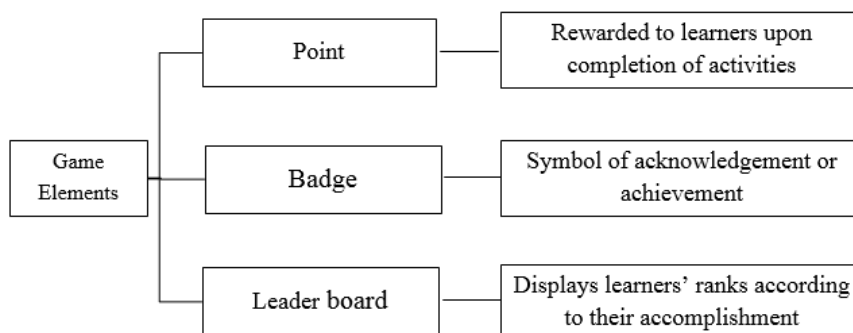 Point
Rewarded to learners upon
completion of activities
Game
Elements
Badge
Symbol of acknowledgement or
achievement
Leader board
Displays learners’ ranks according
to their accomplishment